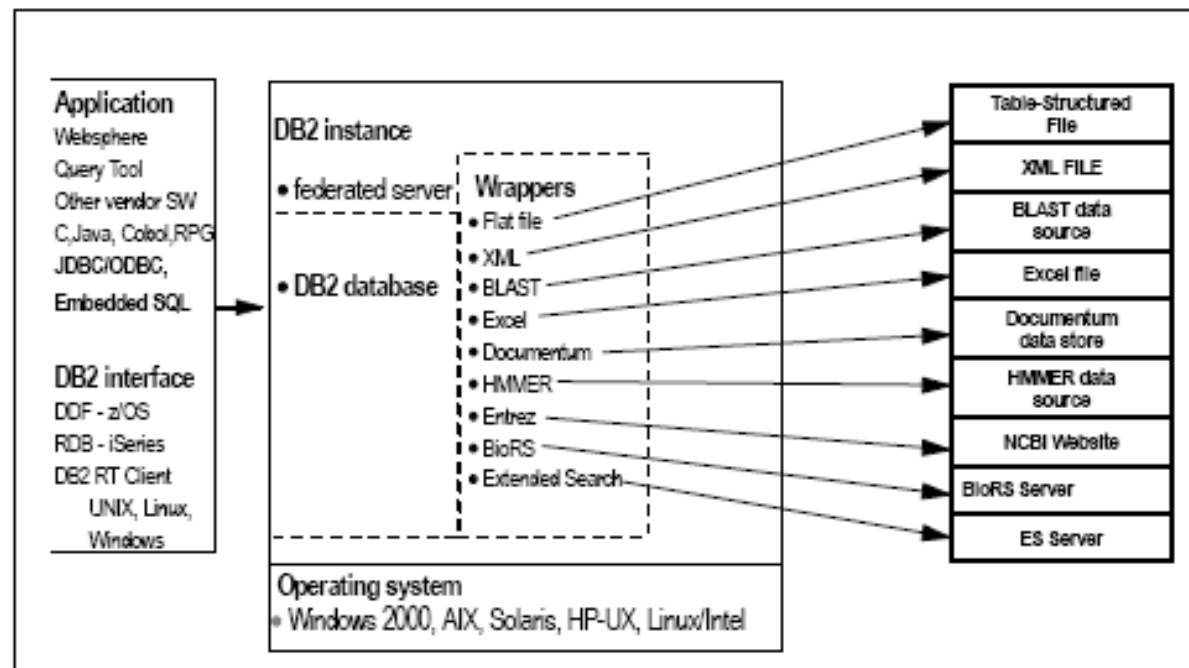 Application
Websphere
Query Tool
Other vendor SW
C,Java, Cobol,RPG
JDBC/ODBC,
Embedded SQL
DB2 interface
DDF - z/OS
RDB - iSeries
DB2 RT Client
UNIX, Linux,
Windows
DB2 instance
• federated server
• DB2 database
Wrappers
• Flat file
• XML
• BLAST
• Excel
• Documentum
• HMMER
• Entrez
• BioRS
• Extended Search
Operating system
• Windows 2000, AIX, Solaris, HP-UX, Linux/Intel
Table-Structured
File
XML FILE
BLAST data
source
Excel file
Documentum
data store
HMMER data
source
NCBI Website
BioRS Server
ES Server